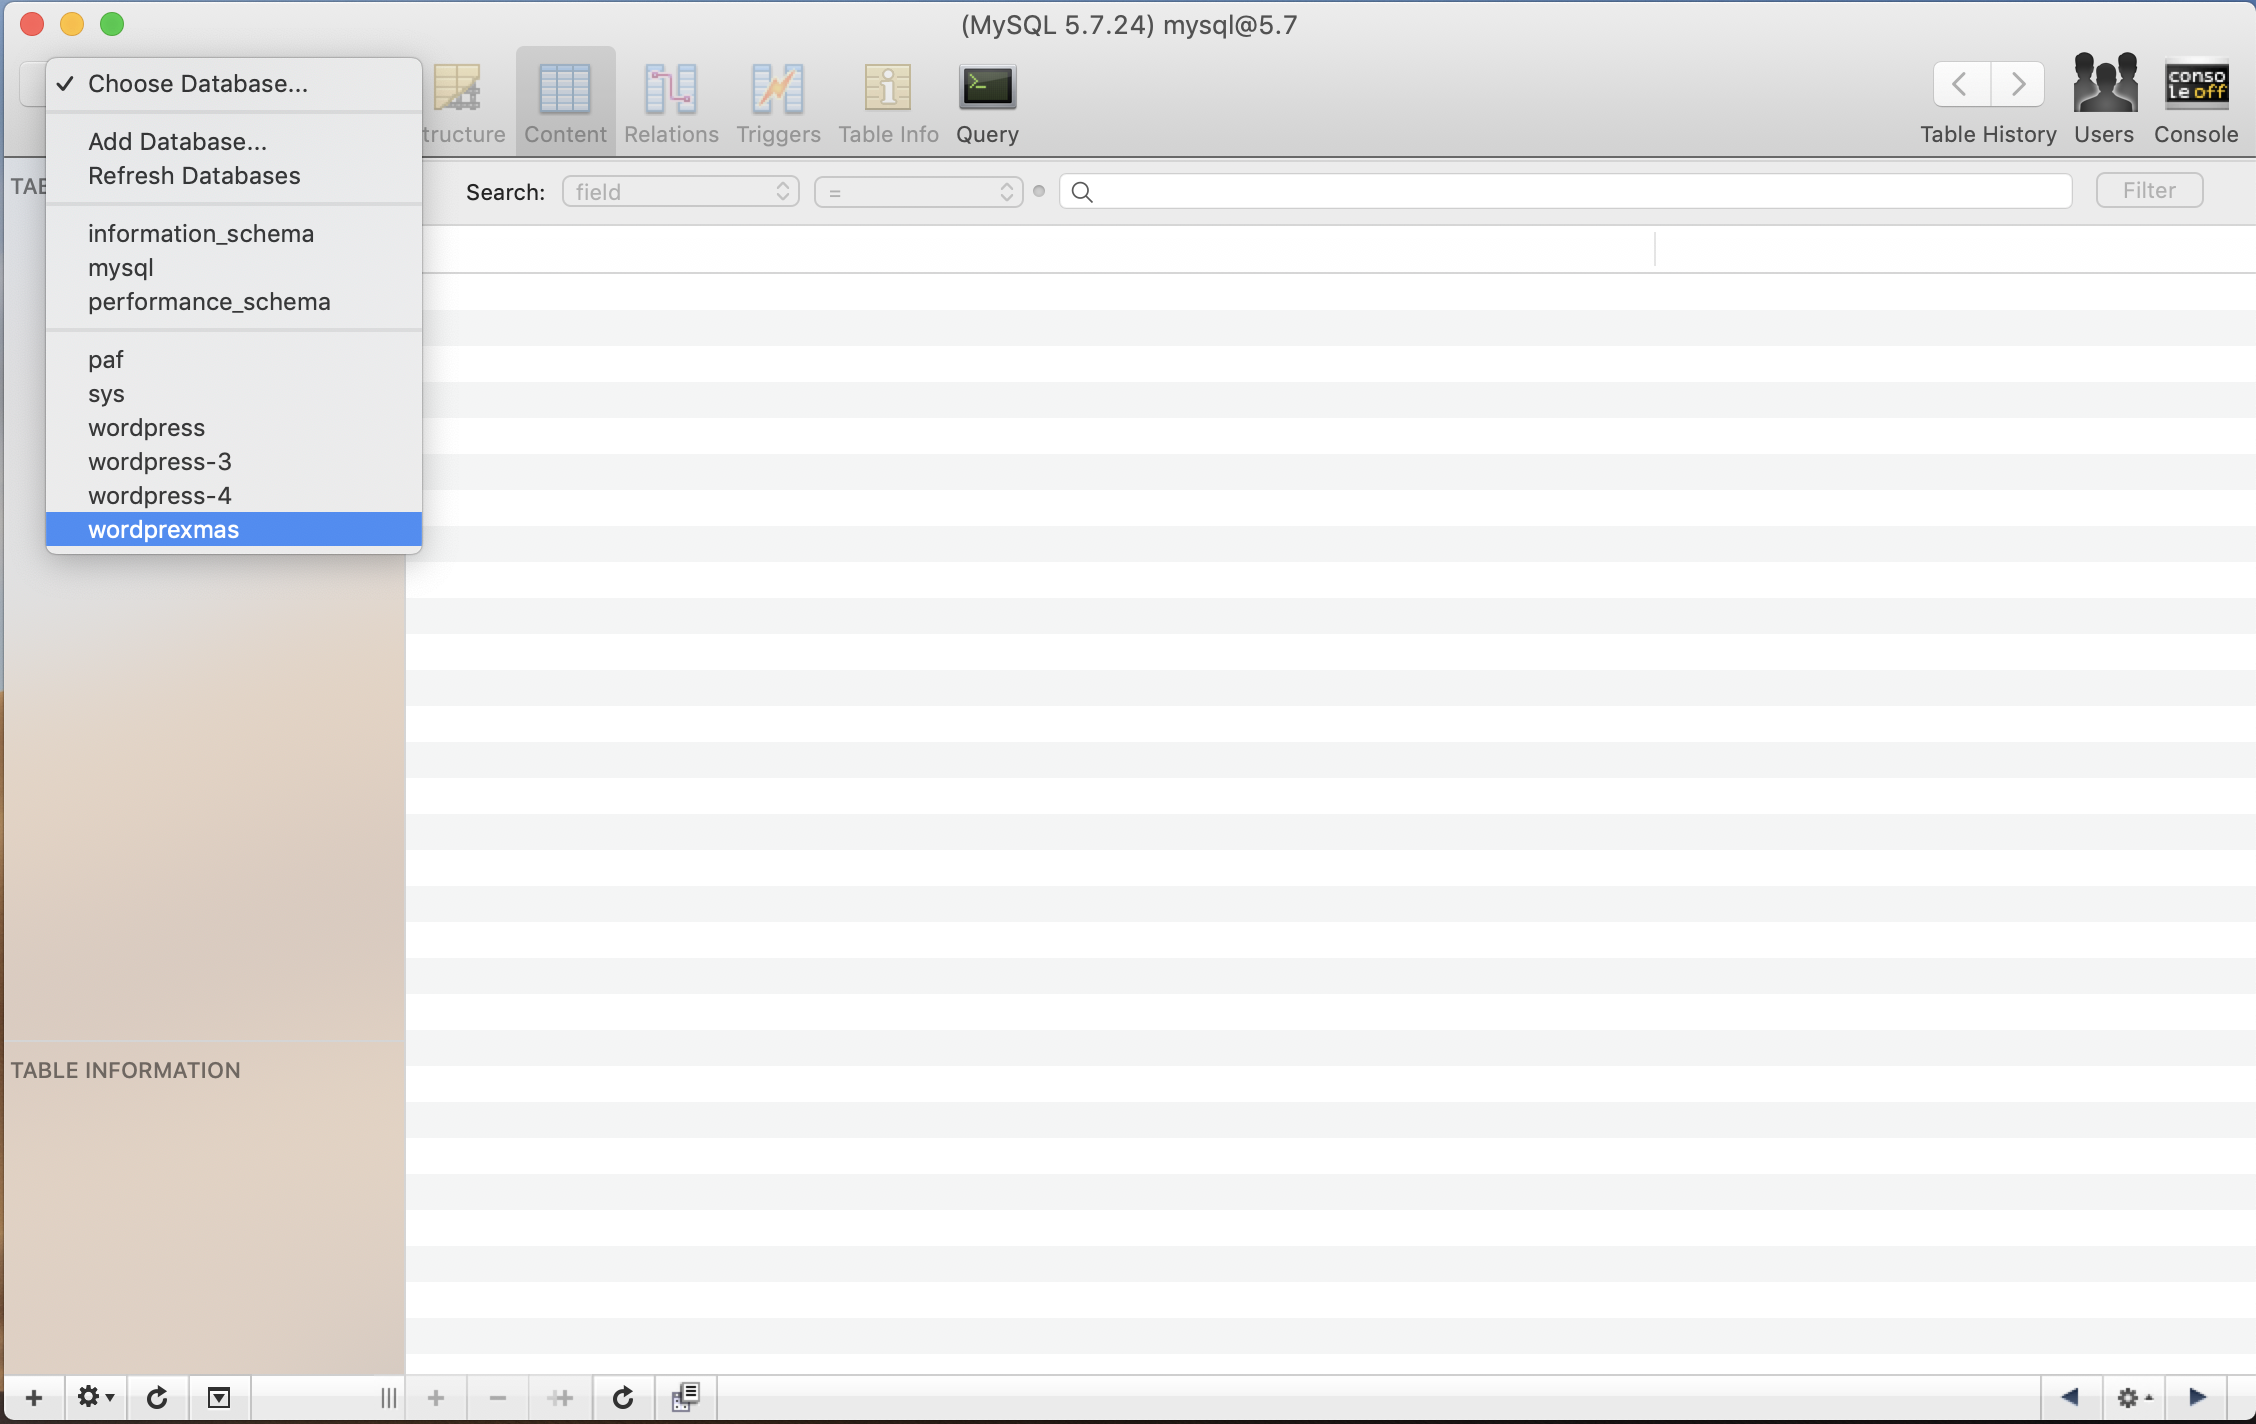 (MySQL 5.7.24) mysql@5.7
Choose Database...
Add Database...
Refresh Databases
information_schema
mysql
performance_schema
paf
sys
wordpress
wordpress-3
wordpress-4
wordprexmas
tructure
Content
Relations
Triggers
Table Info
Query
Table History
Users
conso
le off
Console
TAB
Search:
field
=
Filter
TABLE INFORMATION